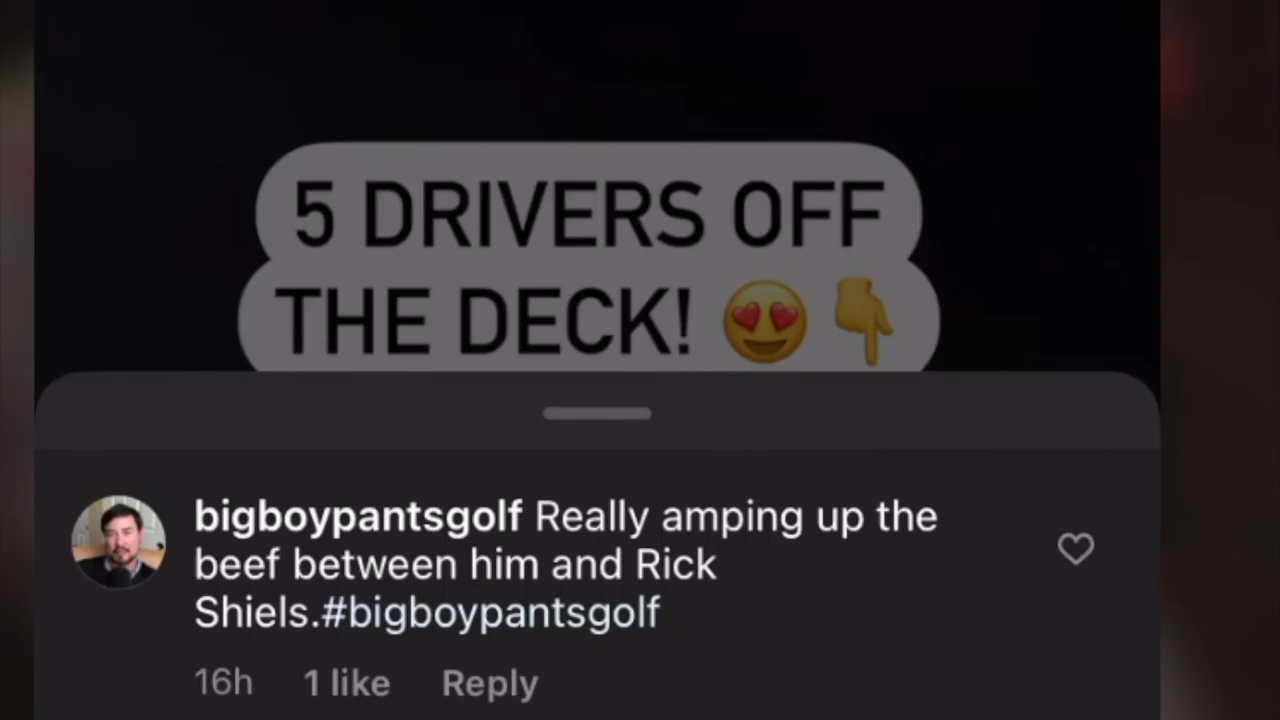 5 DRIVERS OFF
THE DECK! 😍👇
bigboypantsgolf Really amping up the
beef between him and Rick
Shiels.#bigboypantsgolf
16h 1 like Reply